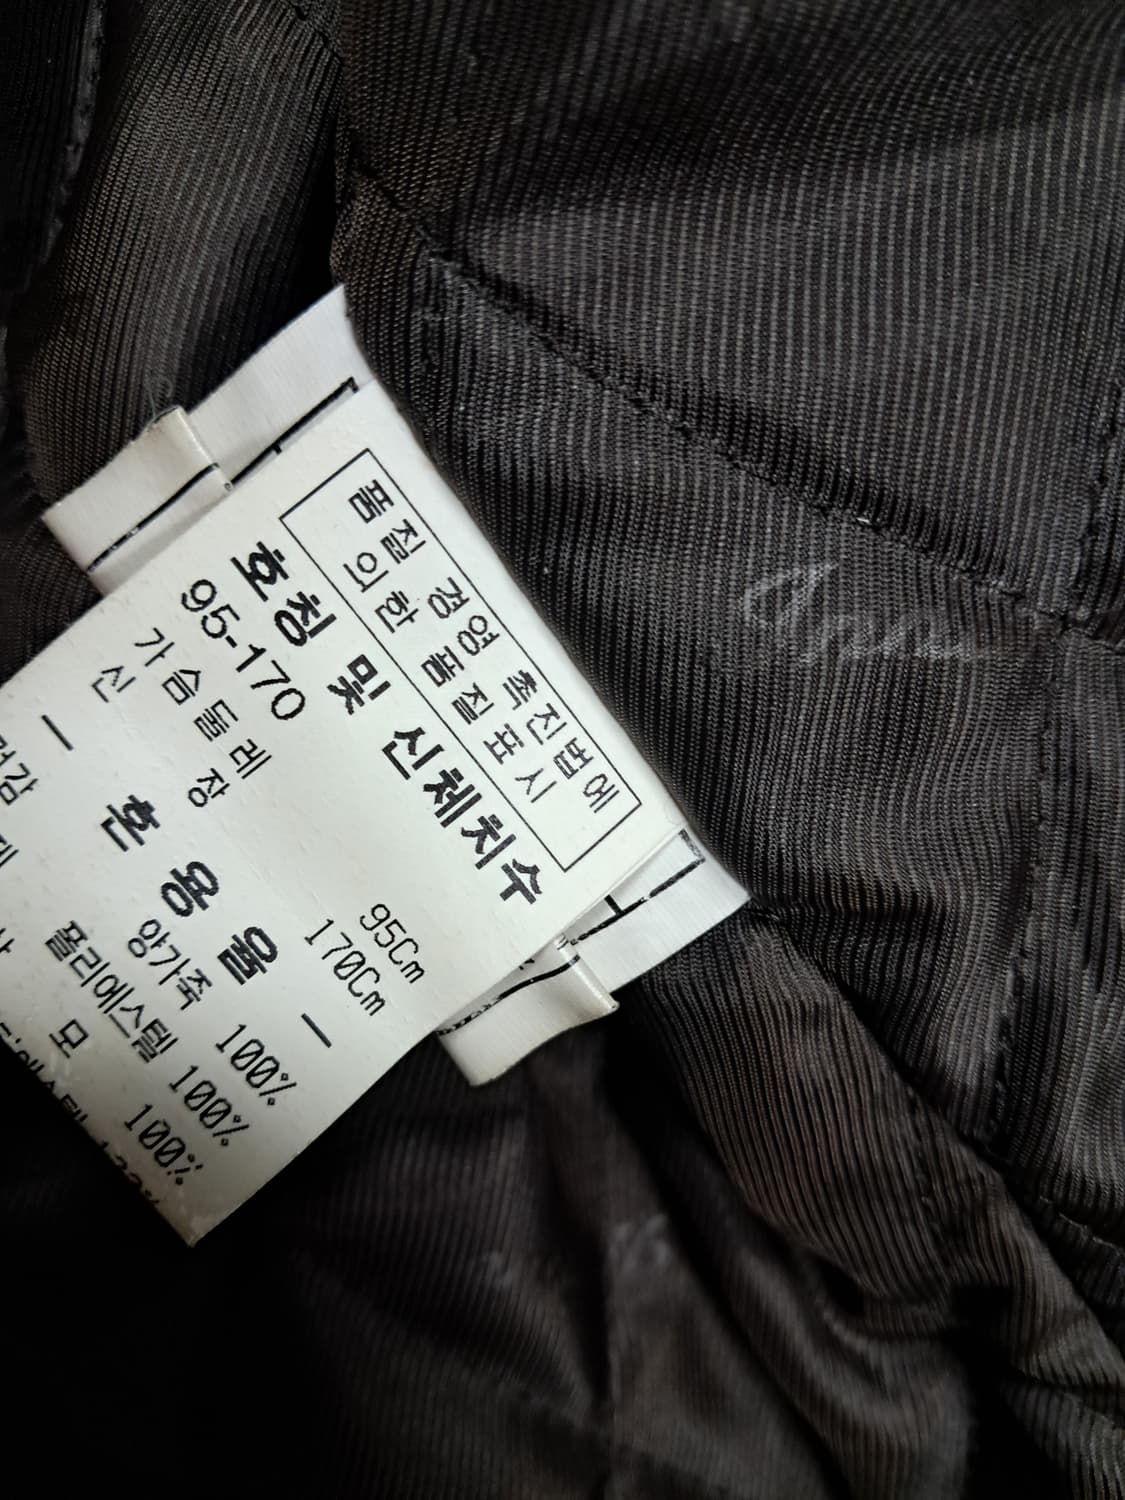 품질 경영 촉진법에
의한 품질 표시
호칭 및 신체치수
95-170
가슴둘레 95Cm
신 장 170Cm
— 혼 용 율 —
양가죽 100%
폴리에스텔 100%
모 100%